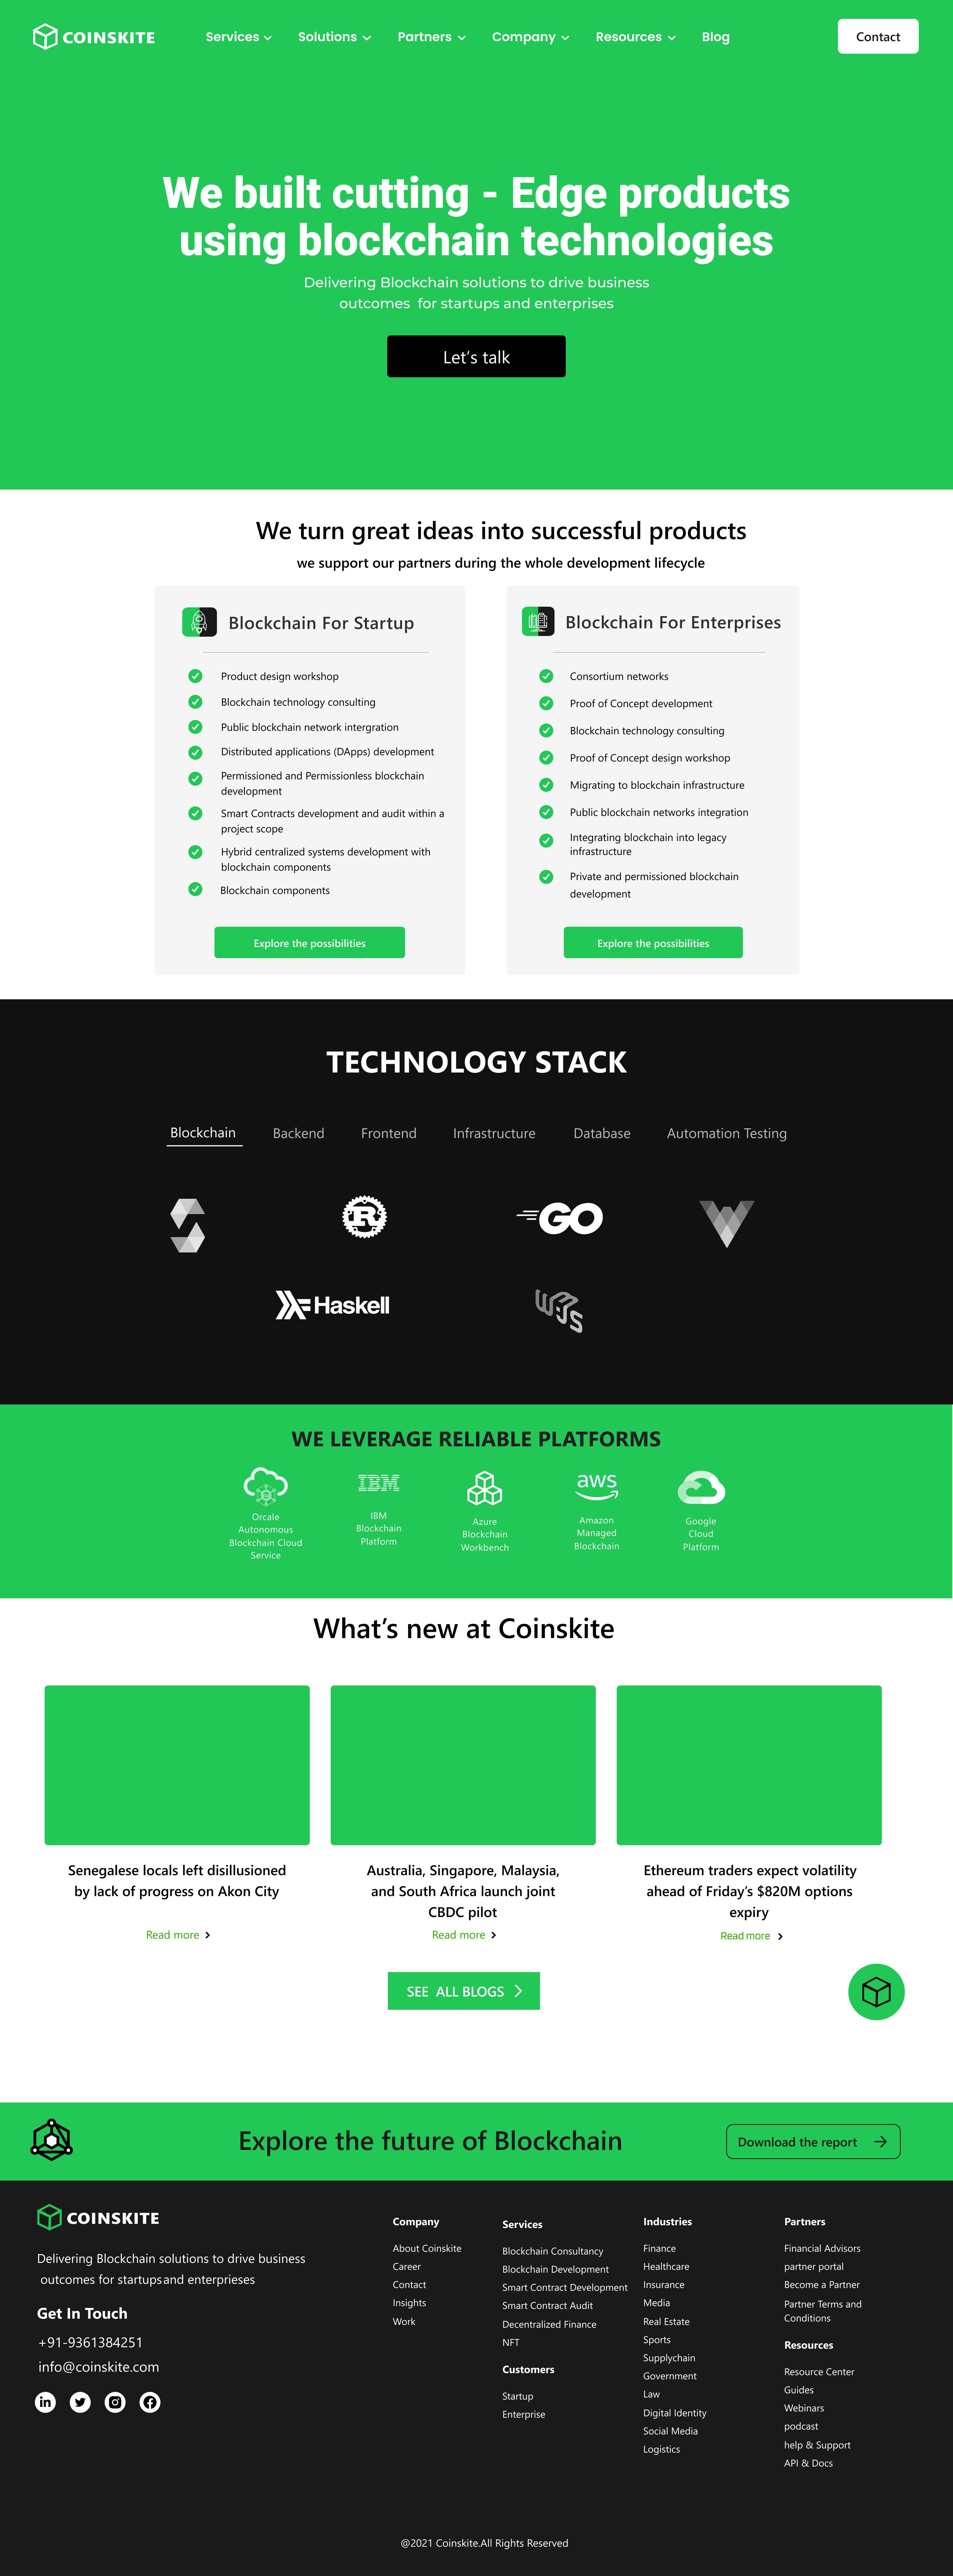 COINSKITE
Services
Solutions
Partners
Company
Resources
Blog
Contact
We built cutting - Edge products
using blockchain technologies
Delivering Blockchain solutions to drive business
outcomes for startups and enterprises
Let's talk
We turn great ideas into successful products
we support our partners during the whole development lifecycle
Blockchain For Startup
Product design workshop
Blockchain technology consulting
Public blockchain network intergration
Distributed applications (DApps) development
Permissioned and Permissionless blockchain
development
Smart Contracts development and audit within a
project scope
Hybrid centralized systems development with
blockchain components
Blockchain components
Explore the possibilities
Blockchain For Enterprises
Consortium networks
Proof of Concept development
Blockchain technology consulting
Proof of Concept design workshop
Migrating to blockchain infrastructure
Public blockchain networks integration
Integrating blockchain into legacy
infrastructure
Private and permissioned blockchain
development
Explore the possibilities
TECHNOLOGY STACK
Blockchain
Backend
Frontend
Infrastructure
Database
Automation Testing
R
GO
Haskell
WJS
WE LEVERAGE RELIABLE PLATFORMS
Orcale
Autonomous
Blockchain Cloud
Service
IBM
IBM
Blockchain
Platform
Azure
Blockchain
Workbench
aws
Amazon
Managed
Blockchain
Google
Cloud
Platform
What's new at Coinskite
Senegalese locals left disillusioned
by lack of progress on Akon City
Read more
Australia, Singapore, Malaysia,
and South Africa launch joint
CBDC pilot
Read more
Ethereum traders expect volatility
ahead of Friday's $820M options
expiry
Read more
SEE ALL BLOGS
Explore the future of Blockchain
Download the report
COINSKITE
Delivering Blockchain solutions to drive business
outcomes for startups and enterprieses
Get In Touch
+91-9361384251
info@coinskite.com
in
Company
About Coinskite
Career
Contact
Insights
Work
Services
Blockchain Consultancy
Blockchain Development
Smart Contract Development
Smart Contract Audit
Decentralized Finance
NFT
Customers
Startup
Enterprise
Industries
Finance
Healthcare
Insurance
Media
Real Estate
Sports
Supplychain
Government
Law
Digital Identity
Social Media
Logistics
Partners
Financial Advisors
partner portal
Become a Partner
Partner Terms and
Conditions
Resources
Resource Center
Guides
Webinars
podcast
help & Support
API & Docs
@2021 Coinskite.All Rights Reserved